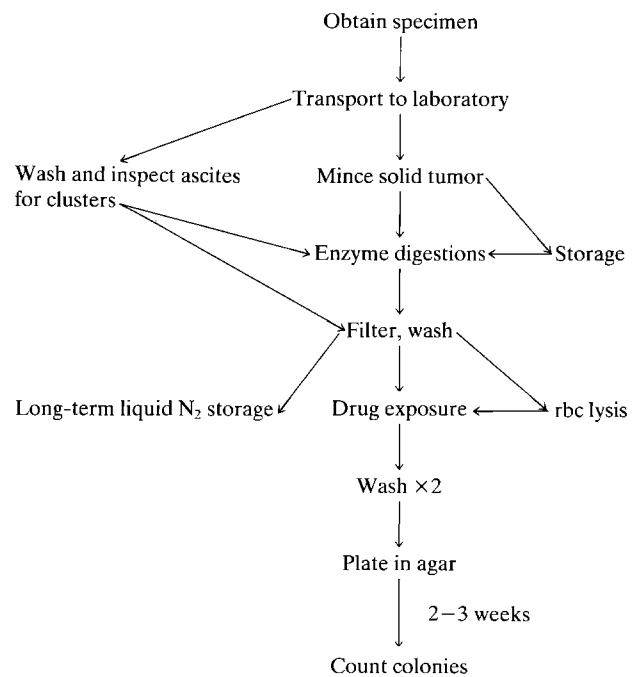 Obtain specimen
Transport to laboratory
Wash and inspect ascites
for clusters
Mince solid tumor
Enzyme digestions
Storage
Filter, wash
Long-term liquid N₂ storage
Drug exposure
rbc lysis
Wash ×2
Plate in agar
2–3 weeks
Count colonies